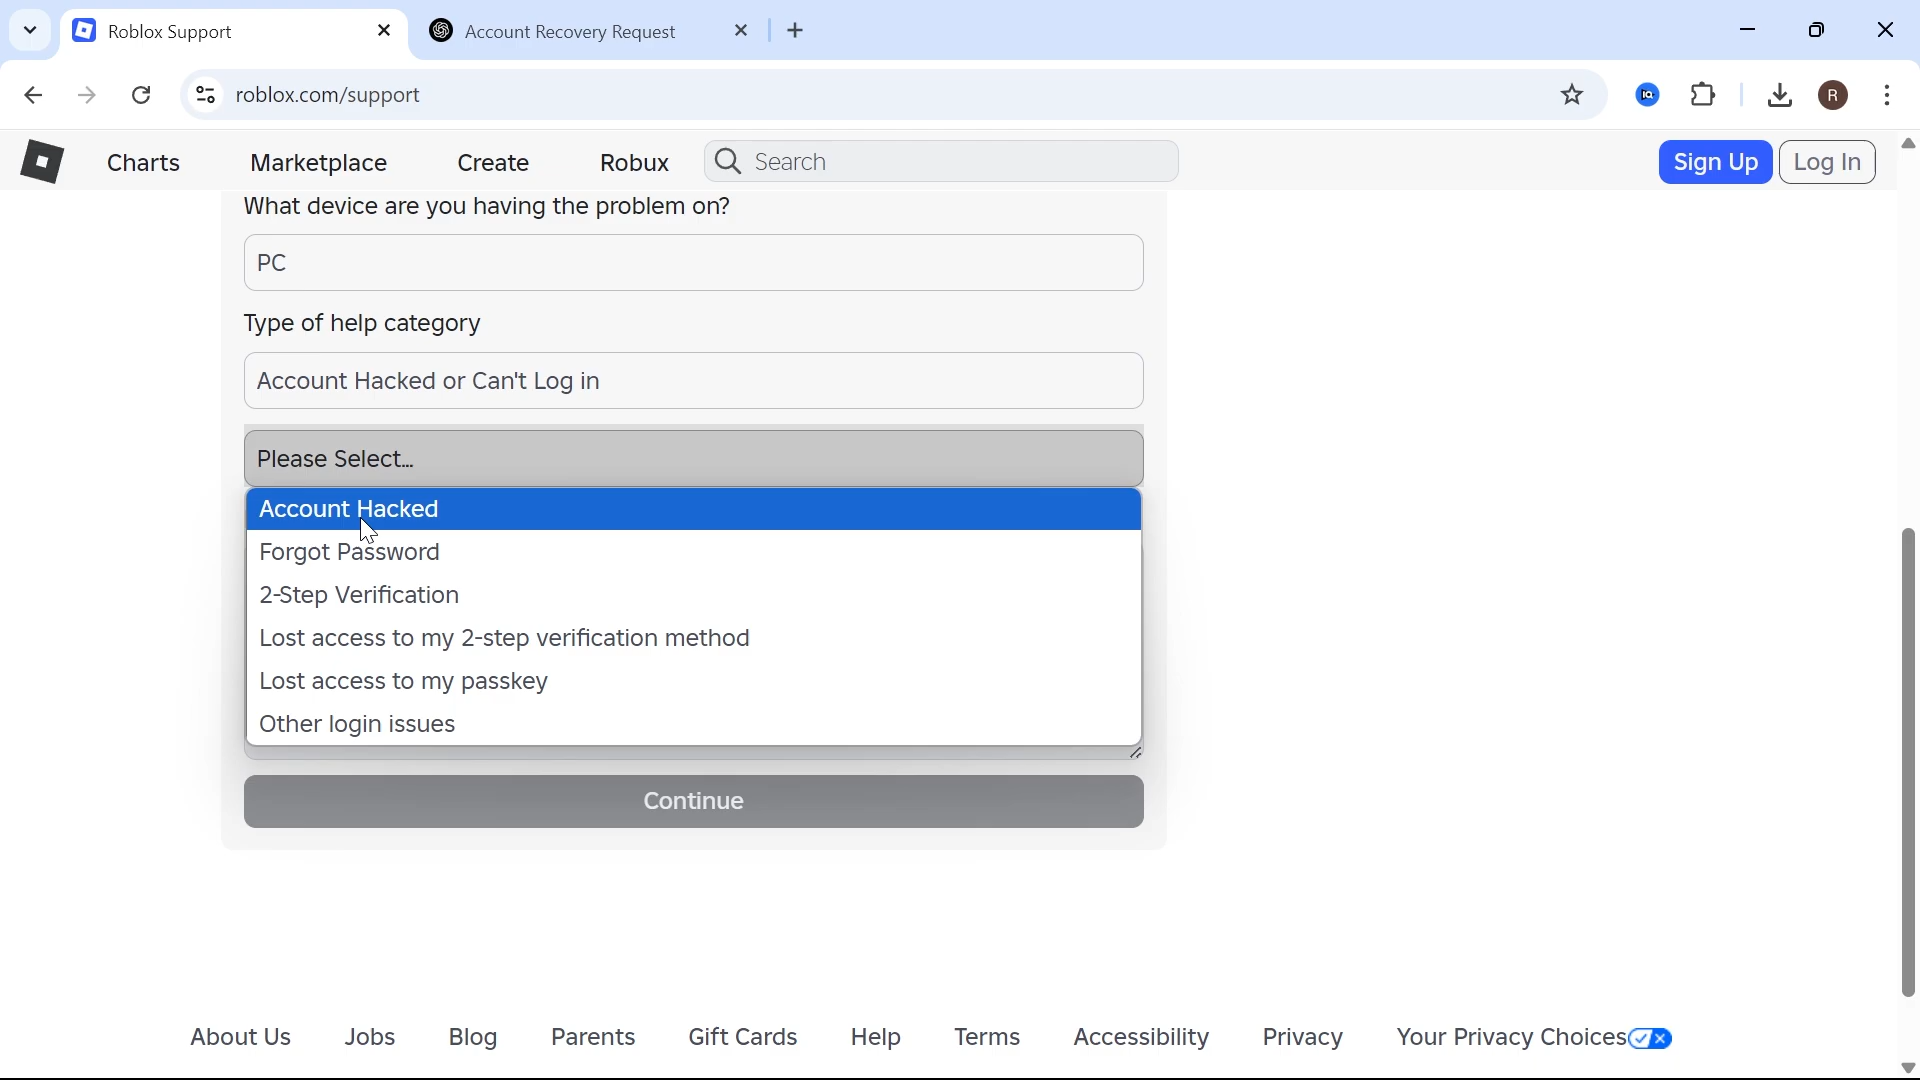 Roblox Support
Account Recovery Request
roblox.com/support
R
Charts
Marketplace
Create
Robux
Search
Sign Up
Log In
What device are you having the problem on?
PC
Type of help category
Account Hacked or Can't Log in
Please Select...
Account Hacked
Forgot Password
2-Step Verification
Lost access to my 2-step verification method
Lost access to my passkey
Other login issues
Continue
About Us
Jobs
Blog
Parents
Gift Cards
Help
Terms
Accessibility
Privacy
Your Privacy Choices